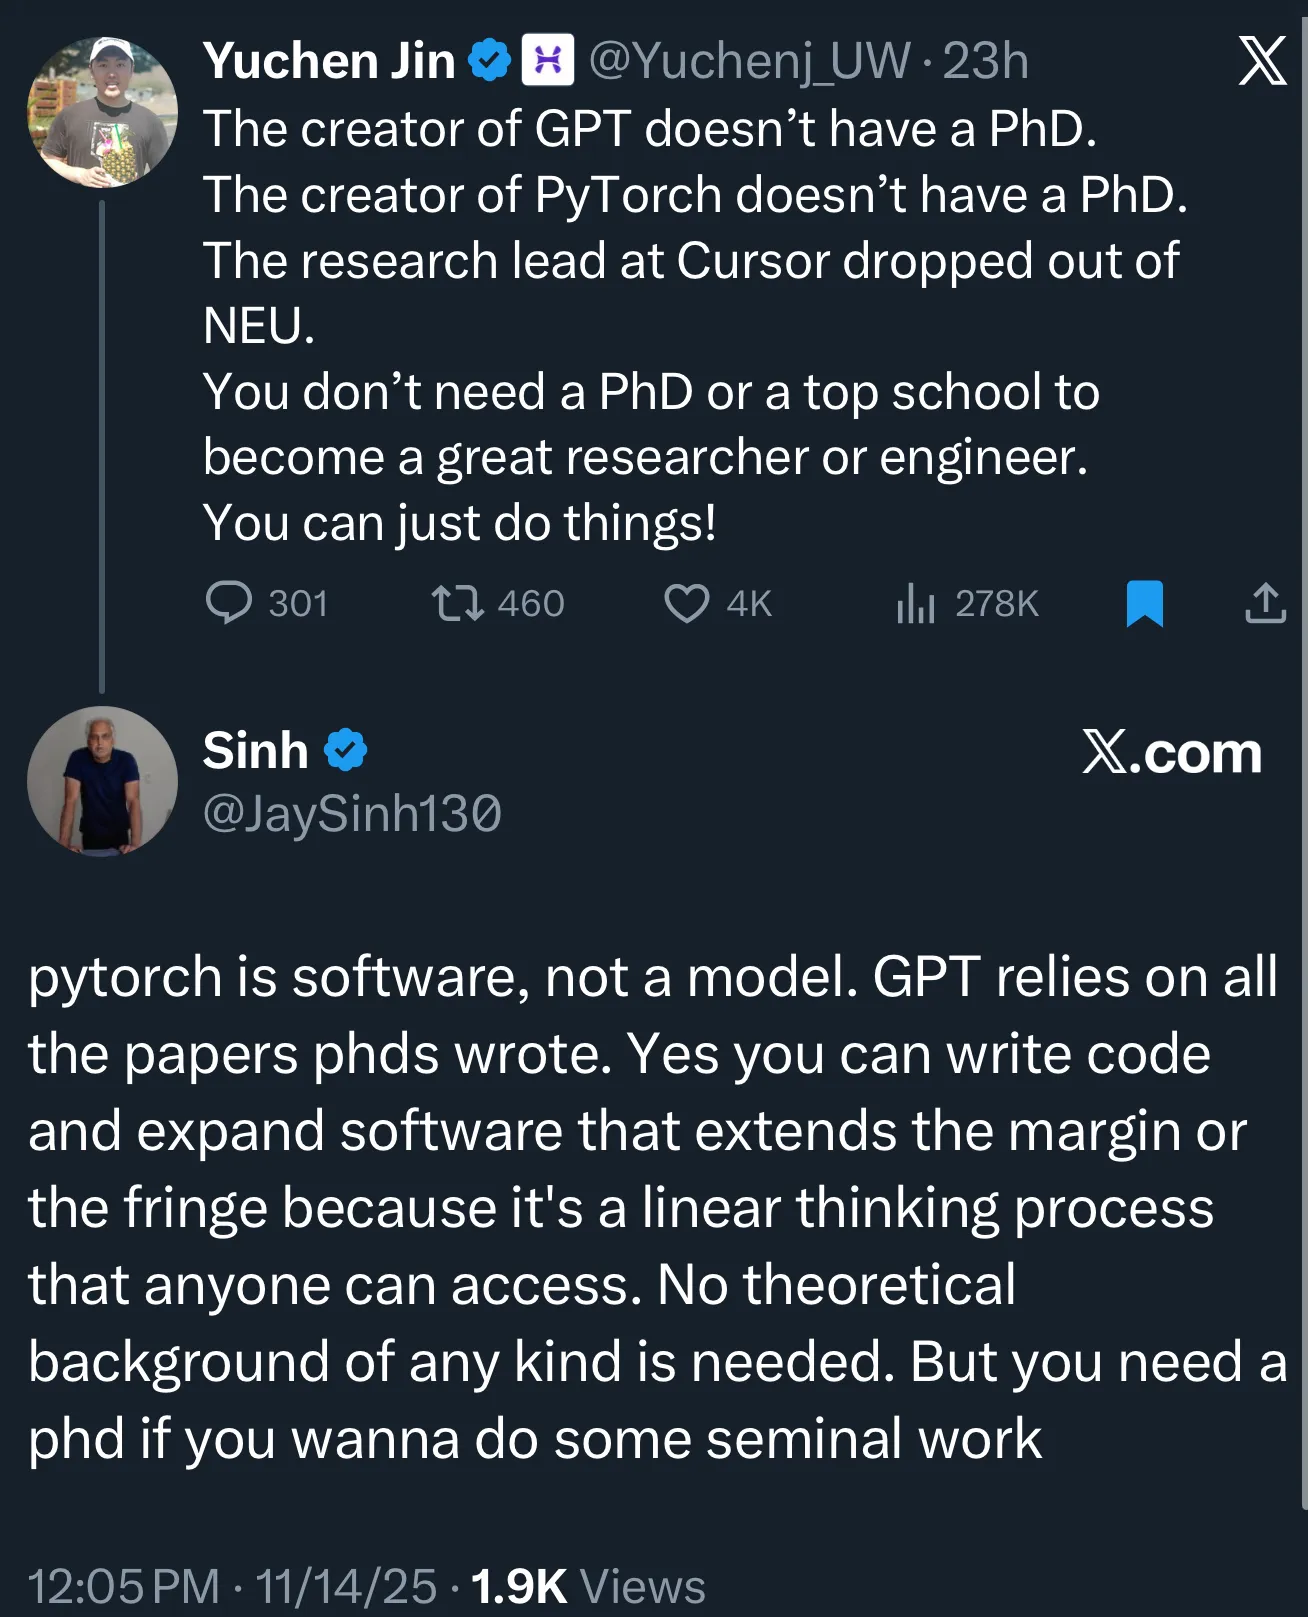 Yuchen Jin @Yuchenj_UW · 23h
The creator of GPT doesn’t have a PhD.
The creator of PyTorch doesn’t have a PhD.
The research lead at Cursor dropped out of
NEU.
You don’t have a PhD or a top school to
become a great researcher or engineer.
You can just do things!
301 460 4K 278K
Sinh
X.com
@JaySinh130
pytorch is software, not a model. GPT relies on all
the papers phds wrote. Yes you can write code
and expand software that extends the margin or
the fringe because it's a linear thinking process
that anyone can access. No theoretical
background of any kind is needed. But you need a
phd if you wanna do some seminal work
12:05 PM · 11/14/25 · 1.9K Views